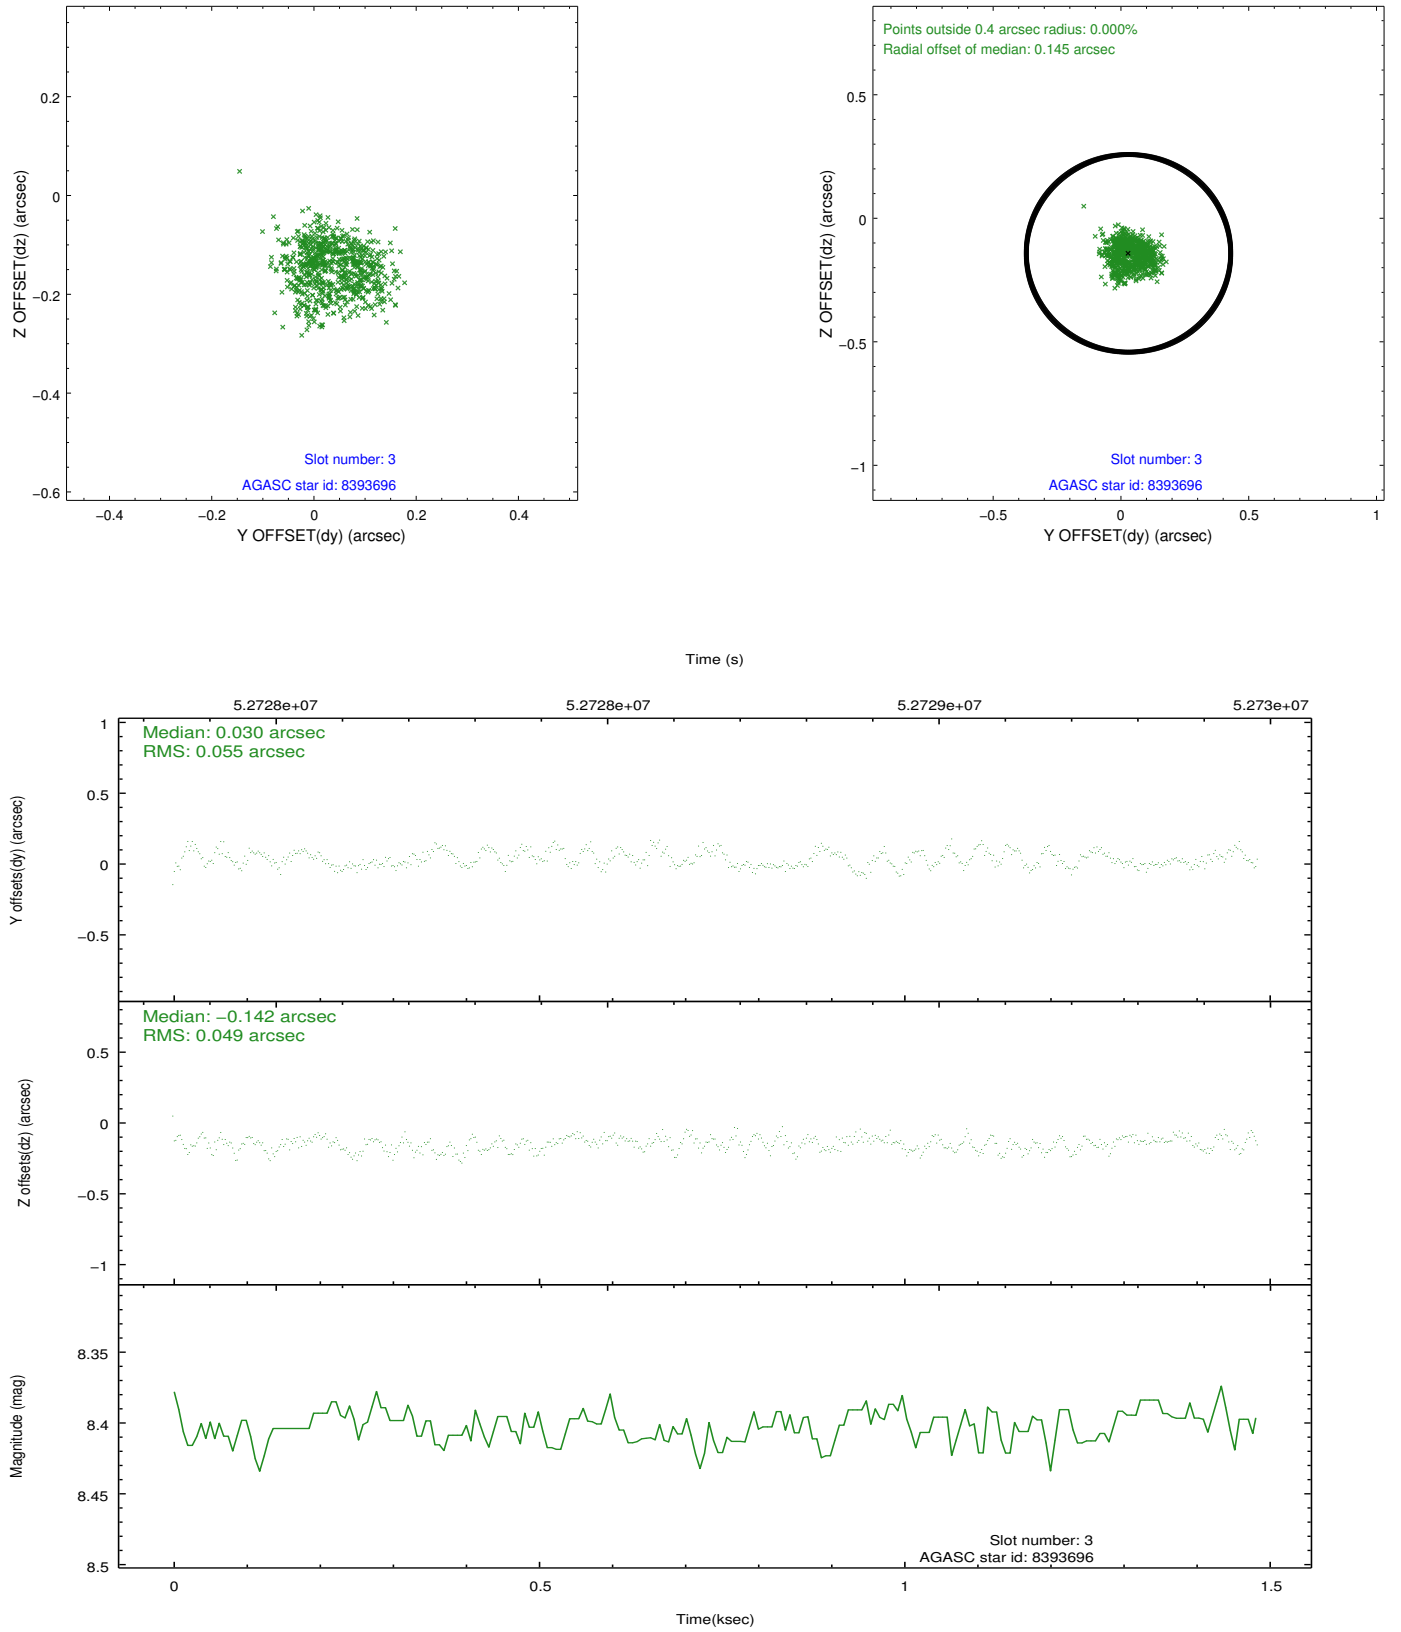 0.2
0
−0.2
−0.4
−0.6
Z OFFSET(dz) (arcsec)
Slot number: 3
AGASC star id: 8393696
−0.4
−0.2
0
0.2
0.4
Y OFFSET(dy) (arcsec)
Points outside 0.4 arcsec radius: 0.000%
Radial offset of median: 0.145 arcsec
0.5
0
−0.5
−1
Z OFFSET(dz) (arcsec)
Slot number: 3
AGASC star id: 8393696
−0.5
0
0.5
1
Y OFFSET(dy) (arcsec)
Time (s)
5.2728e+07
5.2728e+07
5.2729e+07
5.273e+07
Median: 0.030 arcsec
RMS: 0.055 arcsec
1
0.5
0
−0.5
Y offsets(dy) (arcsec)
Median: −0.142 arcsec
RMS: 0.049 arcsec
0.5
0
−0.5
−1
Z offsets(dz) (arcsec)
8.35
8.4
8.45
8.5
Magnitude (mag)
Slot number: 3
AGASC star id: 8393696
0
0.5
1
1.5
Time(ksec)